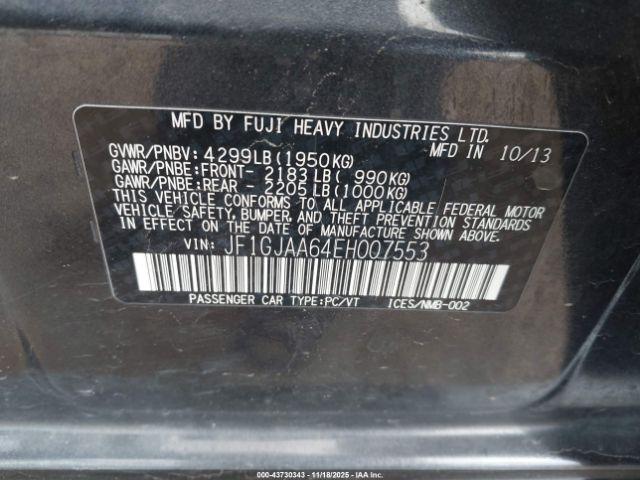 MFD BY FUJI HEAVY INDUSTRIES LTD.
GVWR/PNBV: 4299LB(1950KG) MFD IN 10/13
GAWR/PNBE:FRONT- 2183LB( 990KG)
GAWR/PNBE:REAR - 2205LB(1000KG)
THIS VEHICLE CONFORMS TO ALL APPLICABLE FEDERAL MOTOR
VEHICLE SAFETY, BUMPER, AND THEFT PREVENTION STANDARDS
IN EFFECT ON THE DATE OF MANUFACTURE SHOWN ABOVE.
VIN: JF1GJAA64EH007553
PASSENGER CAR TYPE:PC/VT ICES/NMB-002
00-43730343 - 11/18/2025 - IAA Inc.